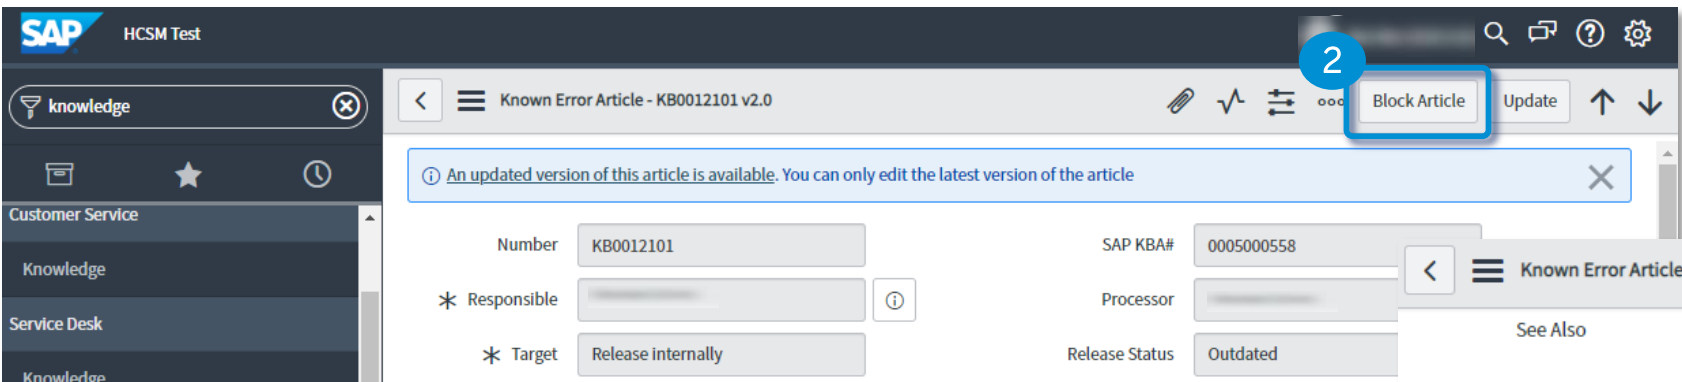 SAP HCSM Test
2
knowledge
Known Error Article - KB0012101 v2.0
Block Article
Update
An updated version of this article is available. You can only edit the latest version of the article
Customer Service
Knowledge
Service Desk
Knowledge
Number KB0012101
SAP KBA# 0005000558
Responsible
Processor
Target Release internally
Release Status Outdated
Known Error Article
See Also